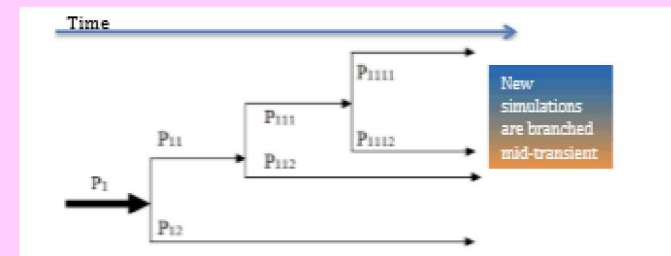 Time
P1111
New
simulations
are branched
mid-transient
P111
P11
P1112
P112
P1
P12